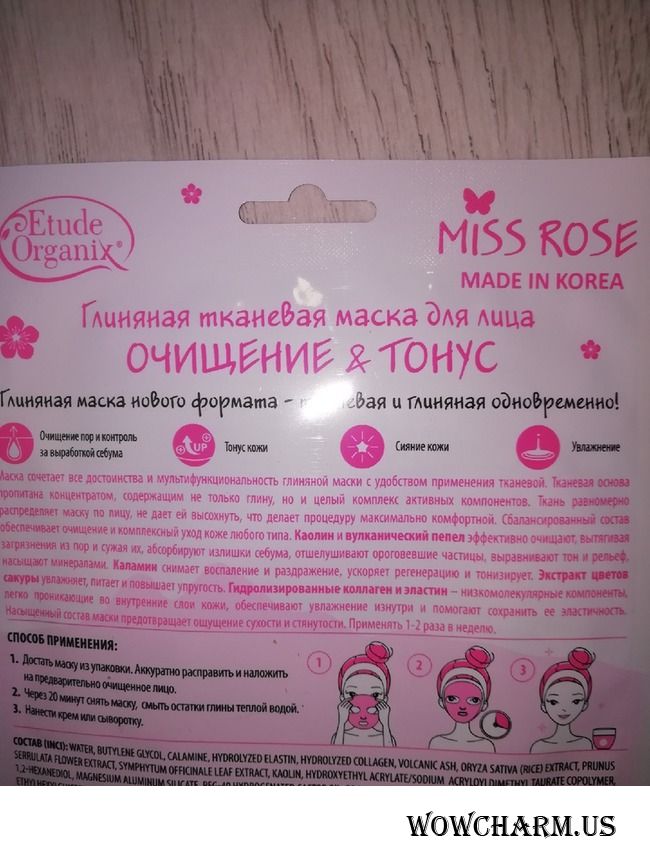 Etude
Organix®
MISS ROSE
MADE IN KOREA
Глиняная тканевая маска для лица
ОЧИЩЕНИЕ & ТОНУС
Глиняная маска нового формата – и глиняная одновременно!
Очищение пор и контроль
за выработкой себума
UP
Тонус кожи
Сияние кожи
Увлажнение
Маска сочетает все достоинства и мультифункциональность глиняной маски с удобством применения тканевой. Тканевая основа
пропитана концентратом, содержащим не только глину, но и целый комплекс активных компонентов. Ткань равномерно
распределяет маску по лицу, не дает ей высохнуть, что делает процедуру максимально комфортной. Сбалансированный состав
обеспечивает очищение и комплексный уход коже любого типа. Каолин и вулканический пепел эффективно очищают, вытягивая
загрязнения из пор и сужая их, абсорбируют излишки себума, отшелушивают ороговевшие частицы, выравнивают тон и рельеф,
насыщают минералами. Каламин снимает воспаление и раздражение, ускоряет регенерацию и тонизирует. Экстракт цветов
сакуры увлажняет, питает и повышает упругость. Гидролизированные коллаген и эластин – низкомолекулярные компоненты,
легко проникающие во внутренние слои кожи, обеспечивают увлажнение изнутри и помогают сохранить ее эластичность.
Насыщенный состав маски предотвращает ощущение сухости и стянутости. Применять 1-2 раза в неделю.
СПОСОБ ПРИМЕНЕНИЯ:
1. Достать маску из упаковки. Аккуратно расправить и наложить
на предварительно очищенное лицо.
2. Через 20 минут снять маску, смыть остатки глины теплой водой.
3. Нанести крем или сыворотку.
1
2
3
СОСТАВ (INCI): WATER, BUTYLENE GLYCOL, CALAMINE, HYDROLYZED ELASTIN, HYDROLYZED COLLAGEN, VOLCANIC ASH, ORYZA SATIVA (RICE) EXTRACT, PRUNUS
SERRULATA FLOWER EXTRACT, SYMPHYTUM OFFICINALE LEAF EXTRACT, KAOLIN, HYDROXYETHYL ACRYLATE/SODIUM ACRYLOYLDIMETHYL TAURATE COPOLYMER,
1,2-HEXANEDIOL, MAGNESIUM ALUMINUM SILICATE,
WOWCHARM.US